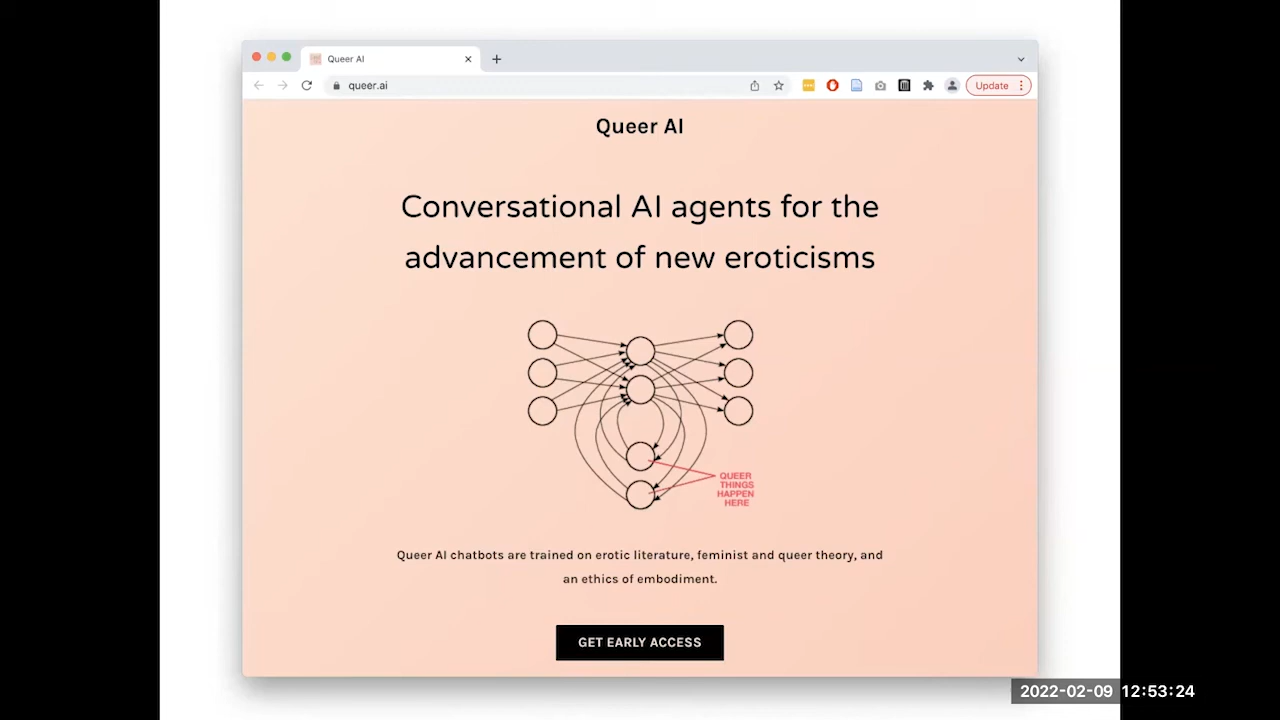 Queer AI
queer.ai
Update
Queer AI
Conversational AI agents for the
advancement of new eroticisms
QUEER
THINGS
HAPPEN
HERE
Queer AI chatbots are trained on erotic literature, feminist and queer theory, and
an ethics of embodiment.
GET EARLY ACCESS
2022-02-09 12:53:24